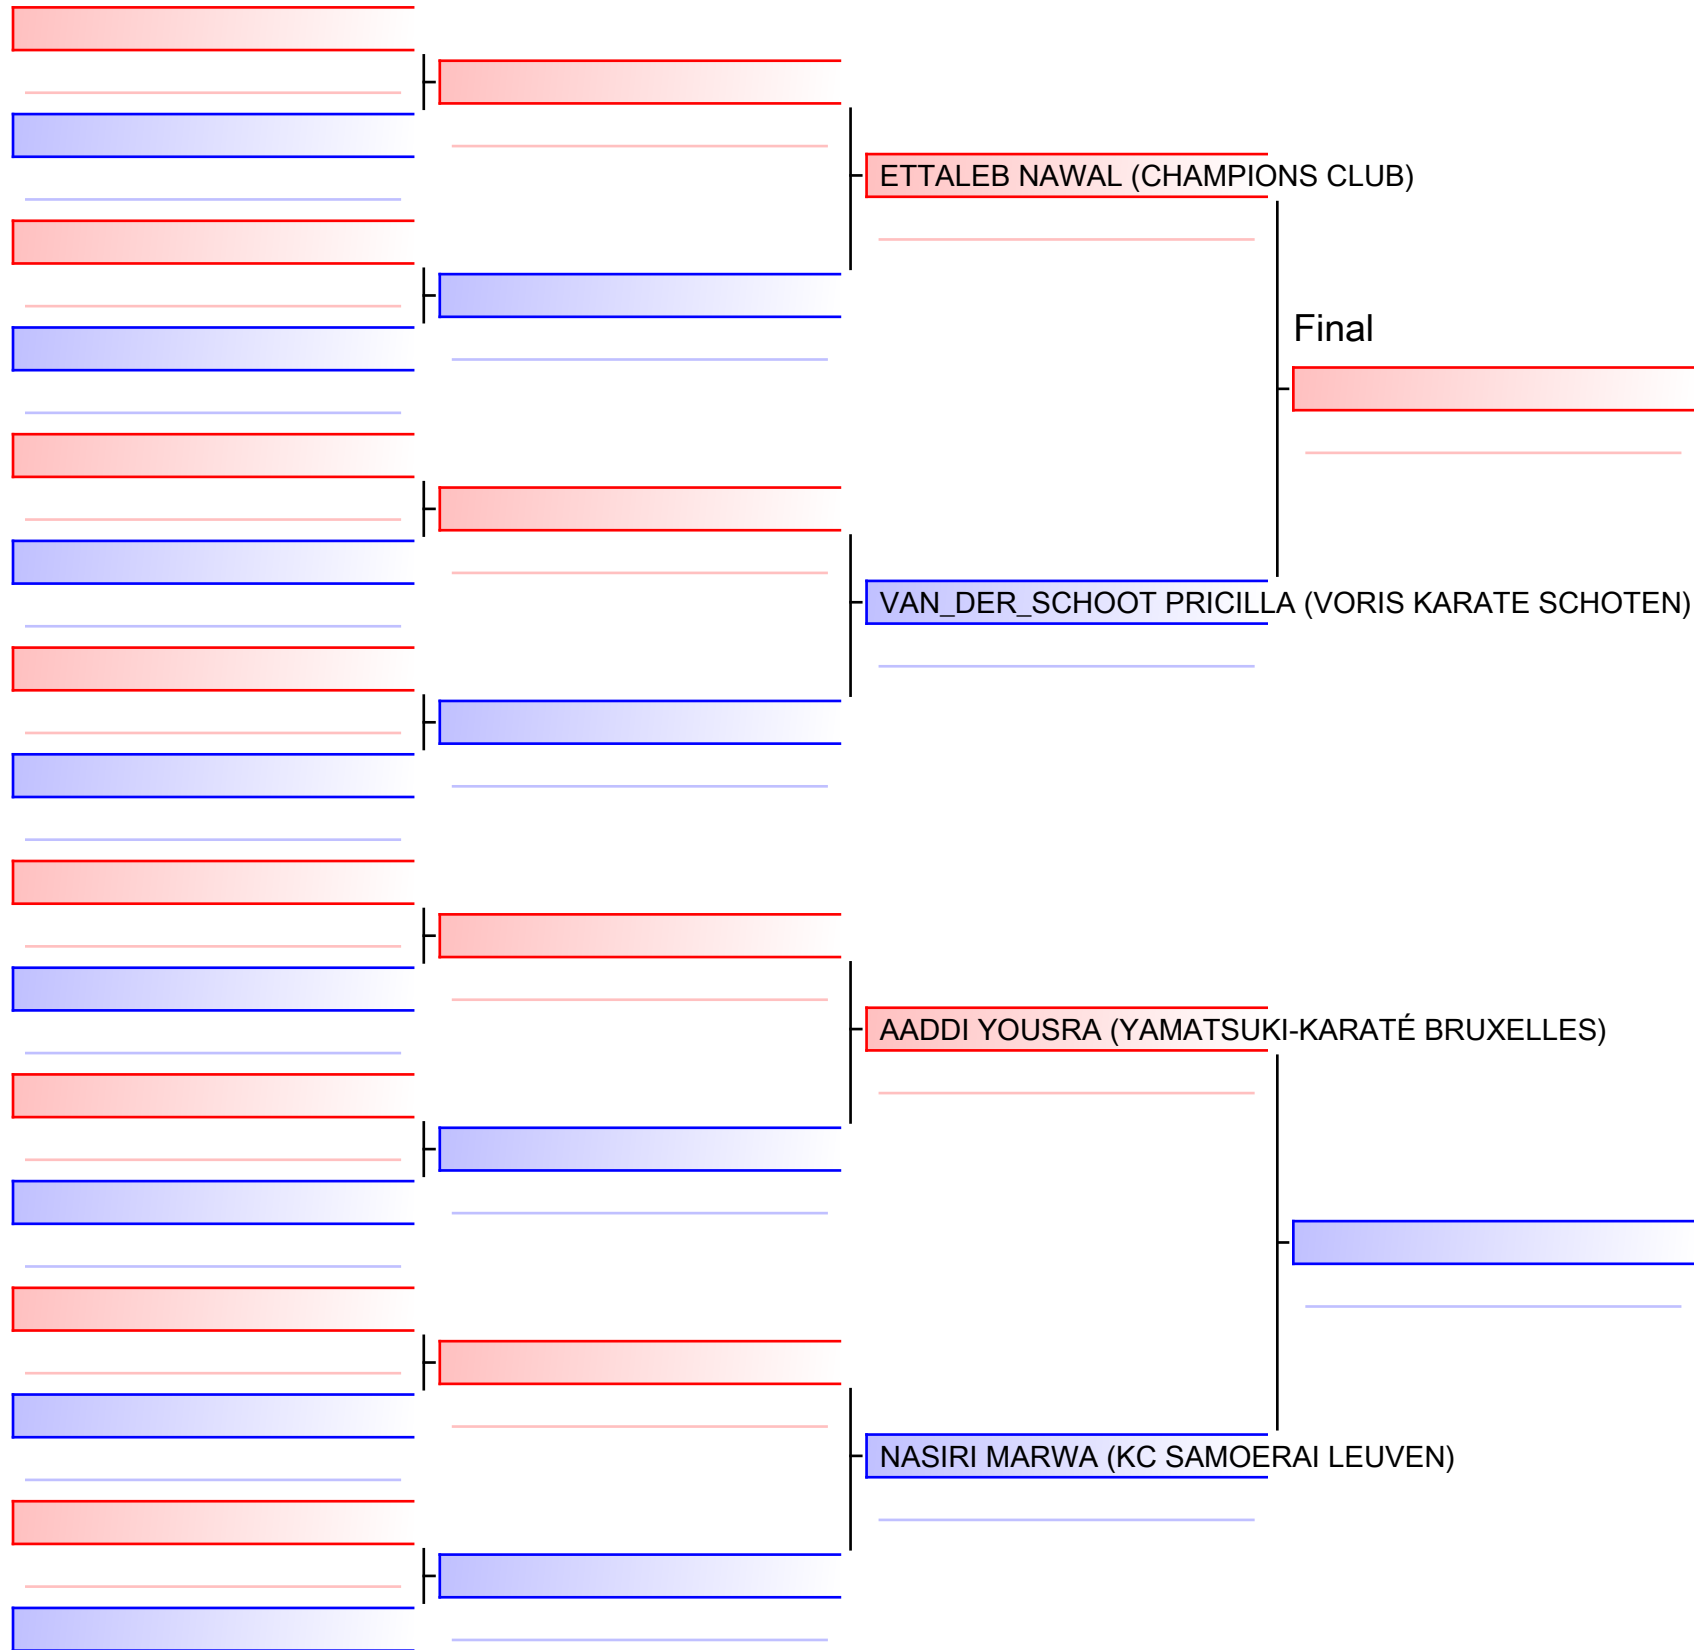 ETTALEB NAWAL (CHAMPIONS CLUB)
Final
VAN_DER_SCHOOT PRICILLA (VORIS KARATE SCHOTEN)
AADDI YOUSRA (YAMATSUKI-KARATÉ BRUXELLES)
NASIRI MARWA (KC SAMOERAI LEUVEN)